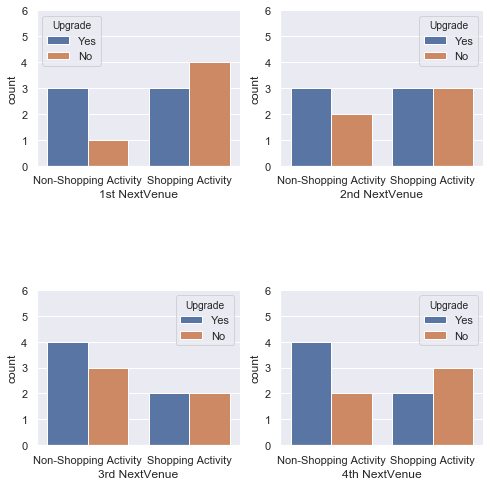 6
5
4
3
2
1
0
count
Upgrade
Yes
No
Non-Shopping Activity Shopping Activity
1st NextVenue
6
5
4
3
2
1
0
count
Upgrade
Yes
No
Non-Shopping Activity Shopping Activity
2nd NextVenue
6
5
4
3
2
1
0
count
Upgrade
Yes
No
Non-Shopping Activity Shopping Activity
3rd NextVenue
6
5
4
3
2
1
0
count
Upgrade
Yes
No
Non-Shopping Activity Shopping Activity
4th NextVenue